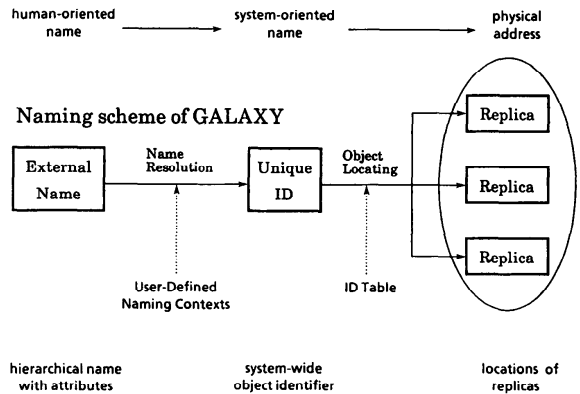 human-oriented name
system-oriented name
physical address
Naming scheme of GALAXY
External Name
Name Resolution
Unique ID
Object Locating
Replica
Replica
Replica
User-Defined Naming Contexts
ID Table
hierarchical name with attributes
system-wide object identifier
locations of replicas